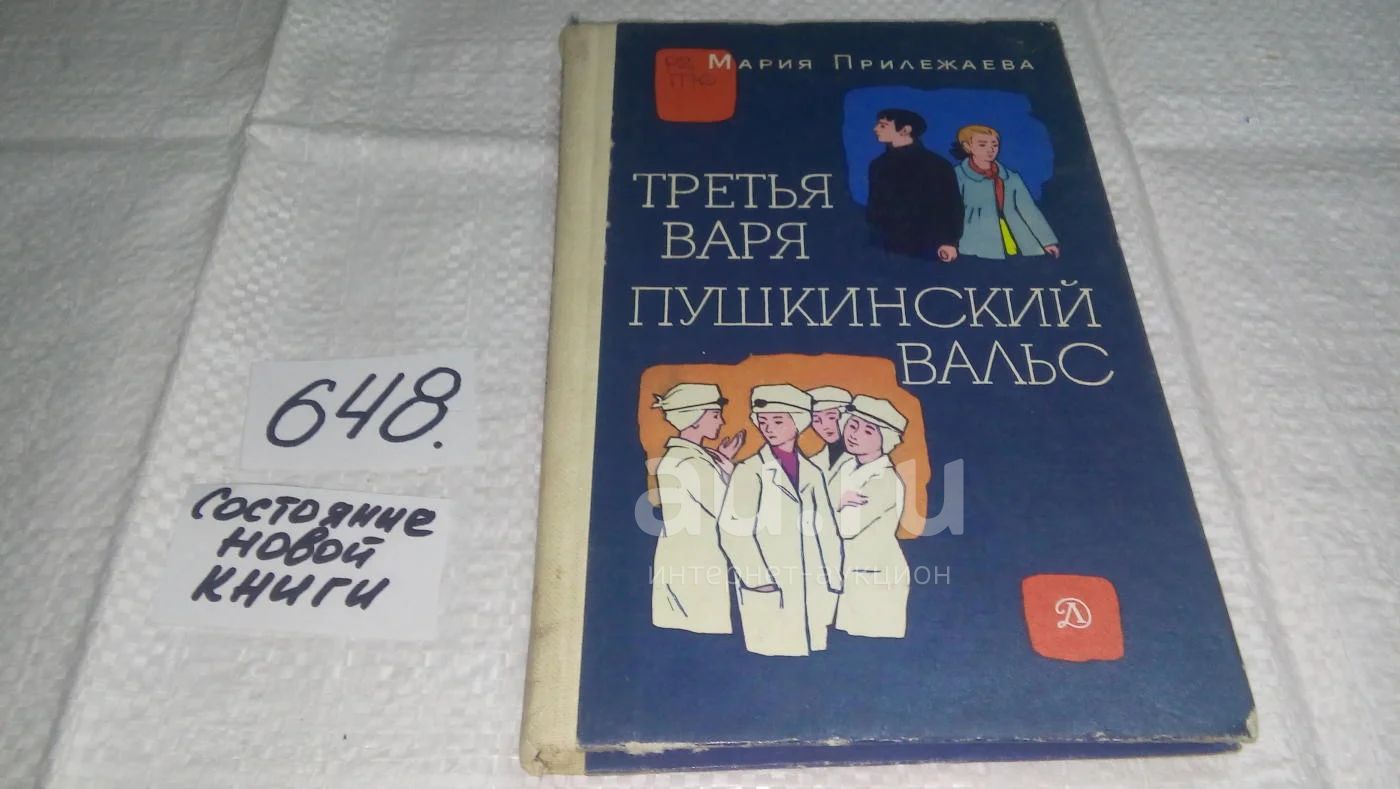 Мария Прилежаева
ТРЕТЬЯ
ВАРЯ
ПУШКИНСКИЙ
ВАЛЬС
648.
состояние
новой
книги
au.ru
интернет-аукцион
Д